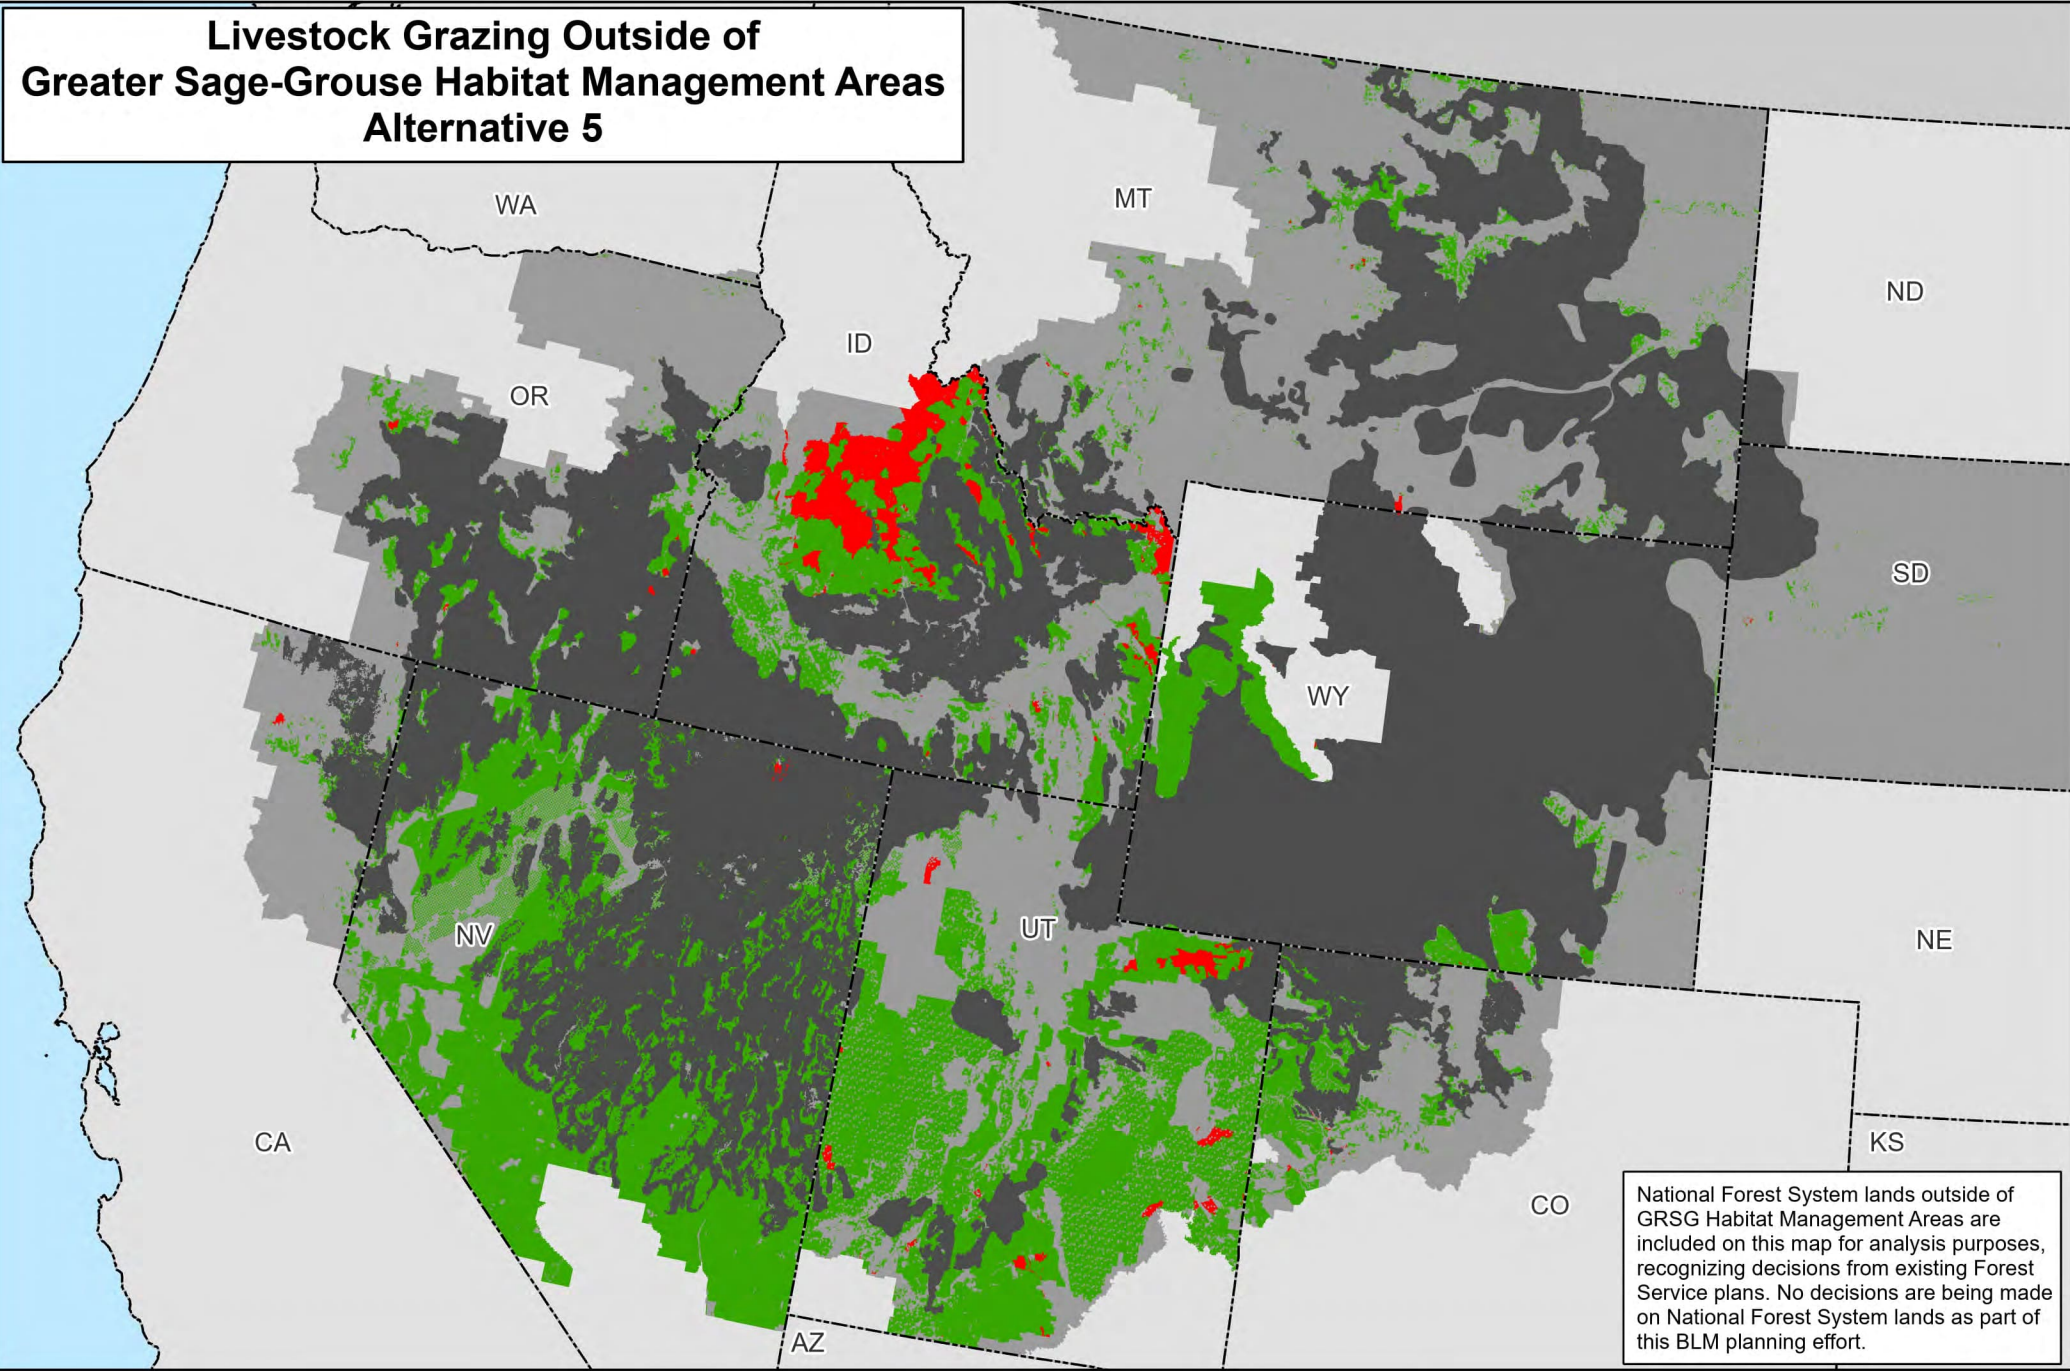 Livestock Grazing Outside of
Greater Sage-Grouse Habitat Management Areas
Alternative 5
WA
MT
ND
ID
OR
SD
WY
NV
UT
NE
CA
KS
CO
AZ
National Forest System lands outside of
GRSG Habitat Management Areas are
included on this map for analysis purposes,
recognizing decisions from existing Forest
Service plans. No decisions are being made
on National Forest System lands as part of
this BLM planning effort.